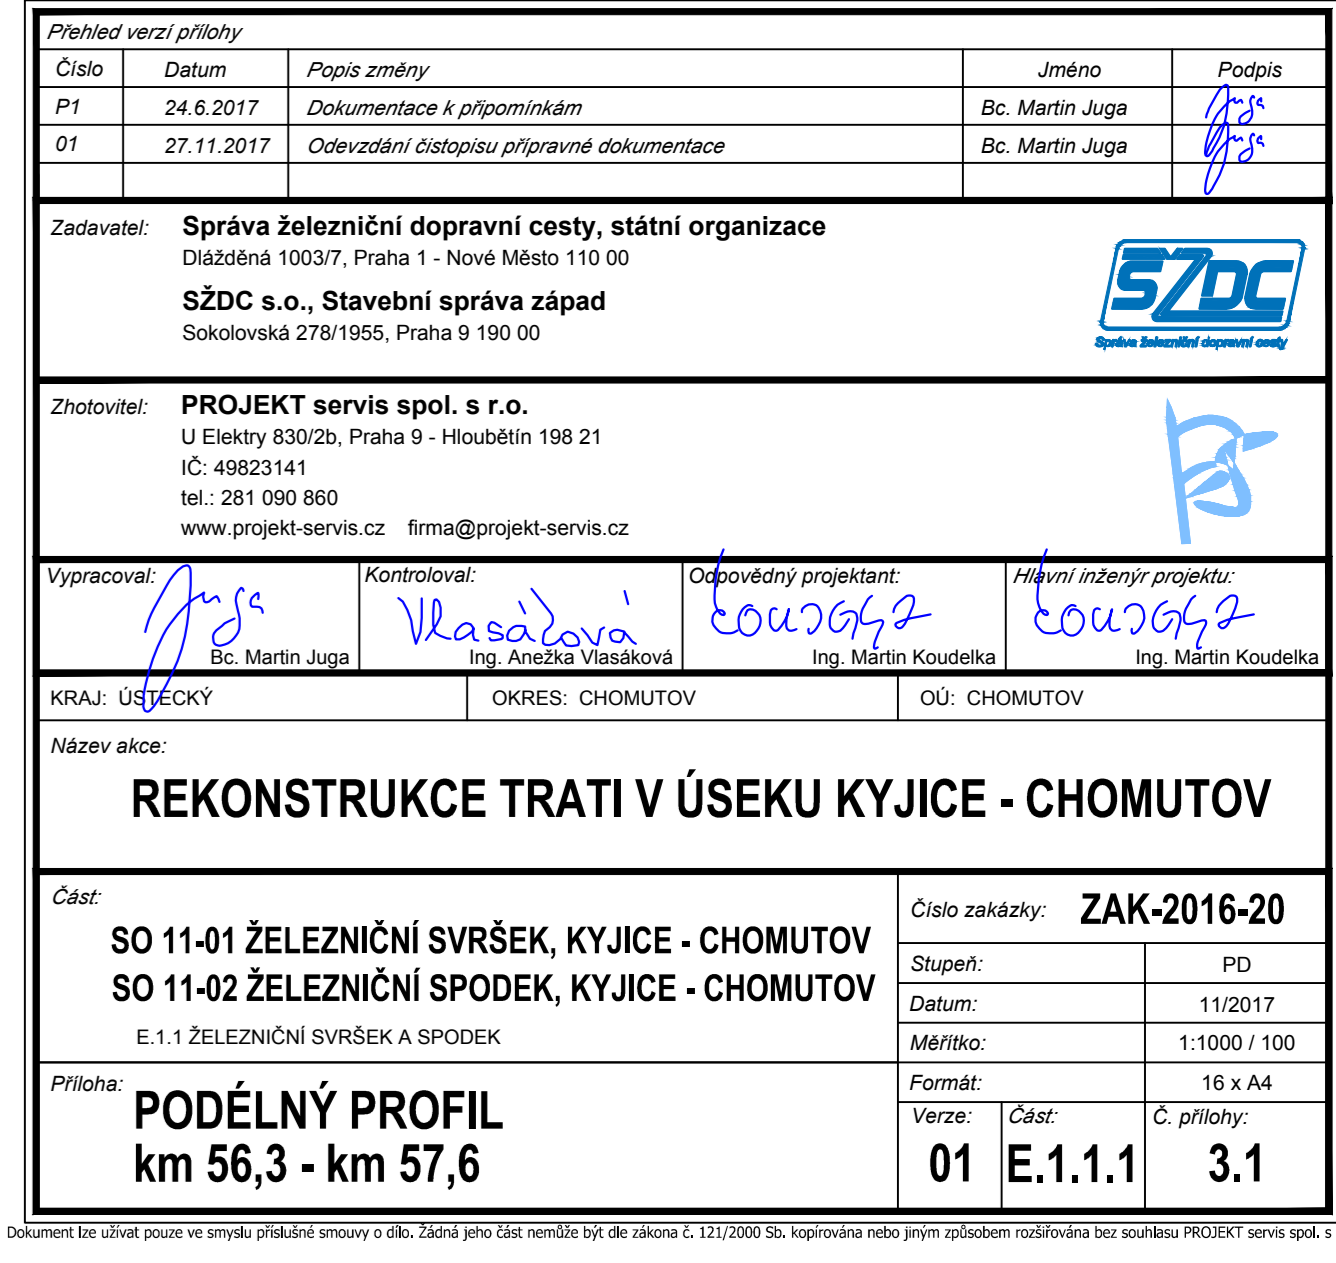 Přehled verzí přílohy
Číslo Datum Popis změny Jméno Podpis
P1 24.6.2017 Dokumentace k připomínkám Bc. Martin Juga Juga
01 27.11.2017 Odevzdání čistopisu přípravné dokumentace Bc. Martin Juga Juga
Zadavatel: Správa železniční dopravní cesty, státní organizace
Dlážděná 1003/7, Praha 1 - Nové Město 110 00
SŽDC s.o., Stavební správa západ
Sokolovská 278/1955, Praha 9 190 00
SŽDC
Správa železniční dopravní cesty
Zhotovitel: PROJEKT servis spol. s r.o.
U Elektry 830/2b, Praha 9 - Hloubětín 198 21
IČ: 49823141
tel.: 281 090 860
www.projekt-servis.cz firma@projekt-servis.cz
Vypracoval: Kontroloval: Odpovědný projektant: Hlavní inženýr projektu:
Juga Vlasáková Koudelka Koudelka
Bc. Martin Juga Ing. Anežka Vlasáková Ing. Martin Koudelka Ing. Martin Koudelka
KRAJ: ÚSTECKÝ OKRES: CHOMUTOV OÚ: CHOMUTOV
Název akce:
REKONSTRUKCE TRATI V ÚSEKU KYJICE - CHOMUTOV
Část:
SO 11-01 ŽELEZNIČNÍ SVRŠEK, KYJICE - CHOMUTOV
SO 11-02 ŽELEZNIČNÍ SPODEK, KYJICE - CHOMUTOV
E.1.1 ŽELEZNIČNÍ SVRŠEK A SPODEK
Číslo zakázky: ZAK-2016-20
Stupeň: PD
Datum: 11/2017
Měřítko: 1:1000 / 100
Formát: 16 x A4
Příloha:
PODÉLNÝ PROFIL
km 56,3 - km 57,6
Verze: Část: Č. přílohy:
01 E.1.1.1 3.1
Dokument lze užívat pouze ve smyslu příslušné smouvy o dílo. Žádná jeho část nemůže být dle zákona č. 121/2000 Sb. kopírována nebo jiným způsobem rozšiřována bez souhlasu PROJEKT servis spol. s